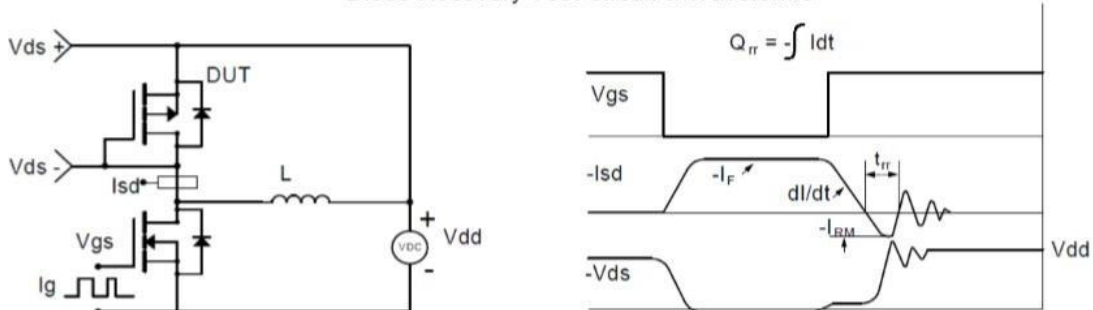 Vds +
DUT
Vds -
Isd
L
+
Vdd
VDC
-
Vgs
Ig
Qrr = -∫ Idt
Vgs
-Isd
-IF
dI/dt
trr
-IRM
Vdd
-Vds